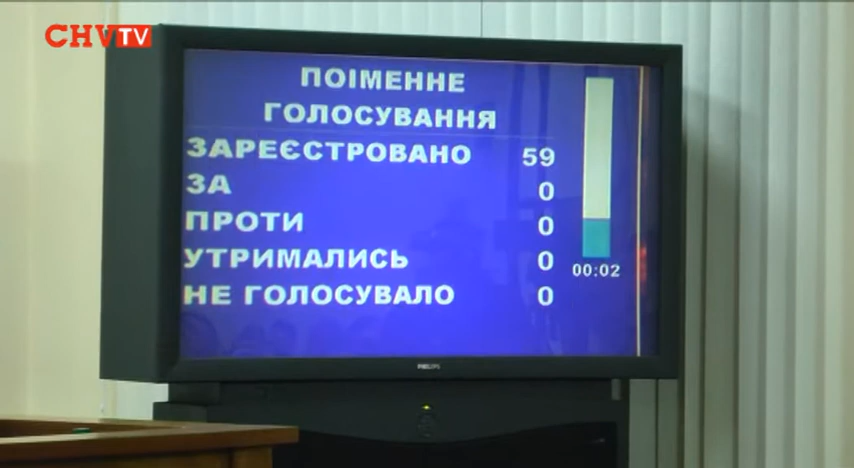 CHVTV
ПОІМЕННЕ
ГОЛОСУВАННЯ
ЗАРЕЄСТРОВАНО 59
ЗА 0
ПРОТИ 0
УТРИМАЛИСЬ 0
НЕ ГОЛОСУВАЛО 0
00:02
PHILIPS